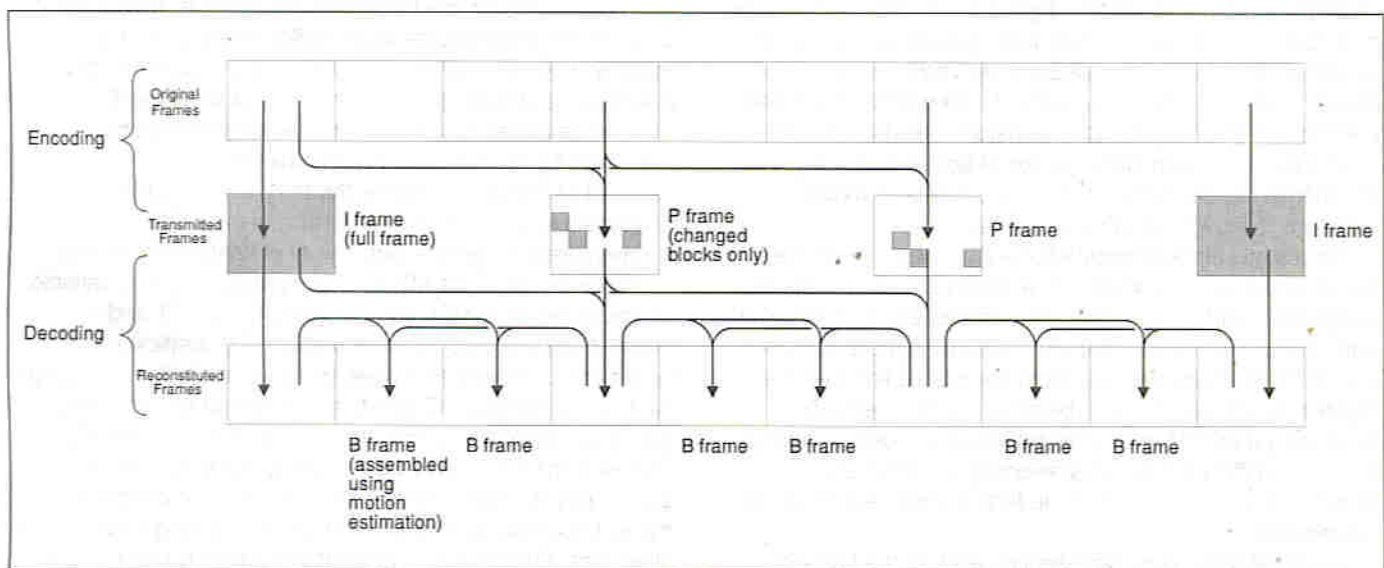 Encoding
Original
Frames
Transmitted
Frames
I frame
(full frame)
P frame
(changed
blocks only)
P frame
I frame
Decoding
Reconstituted
Frames
B frame
(assembled
using
motion
estimation)
B frame
B frame
B frame
B frame
B frame